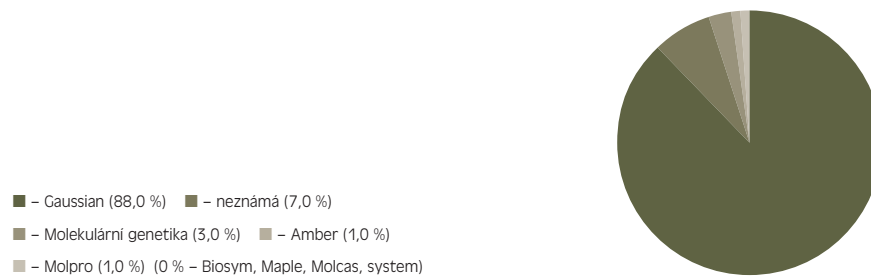 – Gaussian (88,0 %) – neznámá (7,0 %)
– Molekulární genetika (3,0 %) – Amber (1,0 %)
– Molpro (1,0 %) (0 % – Biosym, Maple, Molcas, system)